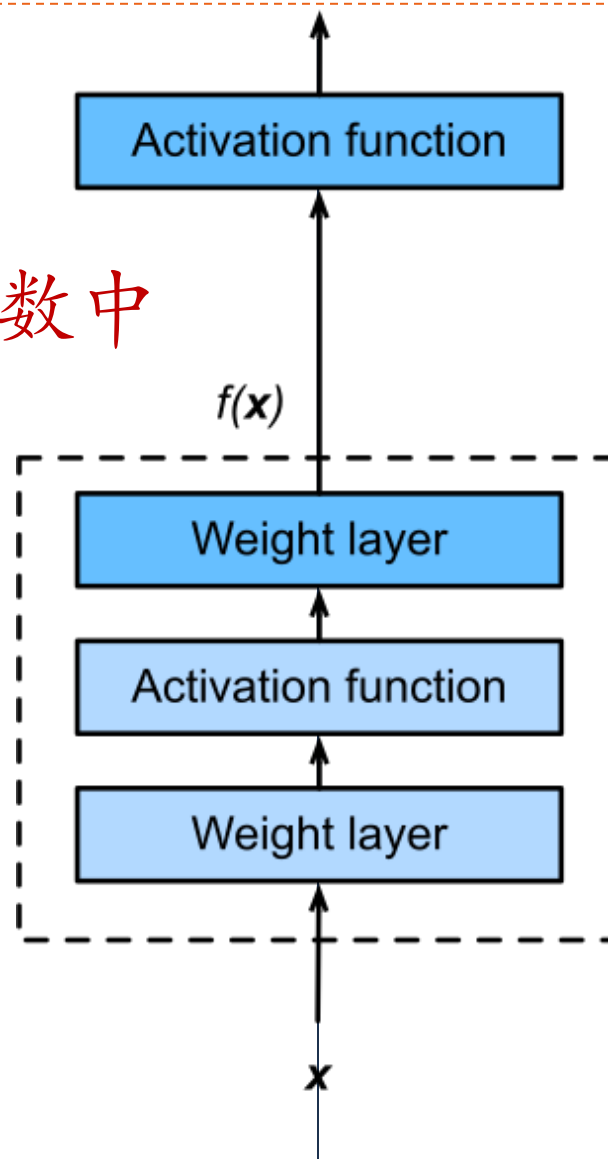 Activation function
数中
f(x)
Weight layer
Activation function
Weight layer
x